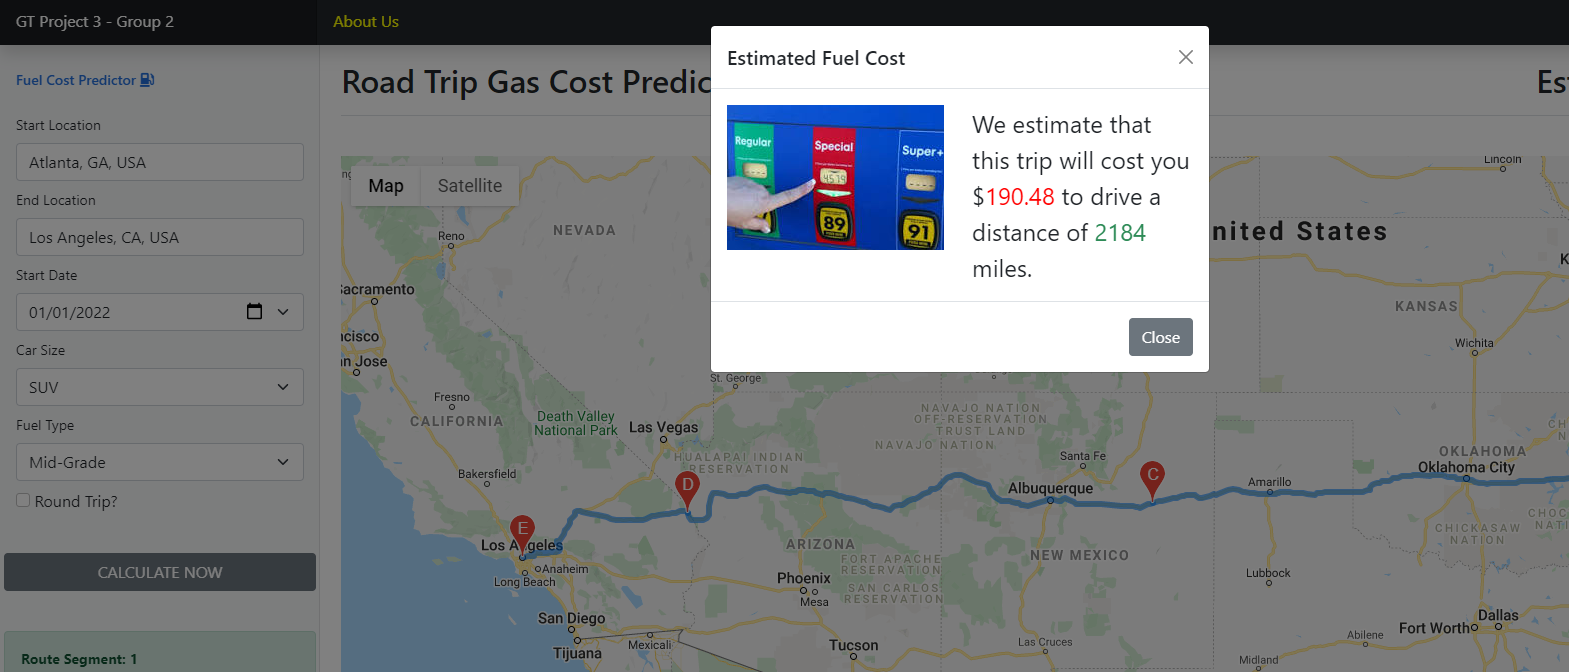 GT Project 3 - Group 2
About Us
Fuel Cost Predictor
Start Location
Atlanta, GA, USA
End Location
Los Angeles, CA, USA
Start Date
01/01/2022
Car Size
SUV
Fuel Type
Mid-Grade
Round Trip?
CALCULATE NOW
Route Segment: 1
Road Trip Gas Cost Predic
Es
Estimated Fuel Cost
Regular
Special
Super+
4579
89
91
We estimate that
this trip will cost you
$190.48 to drive a
distance of 2184
miles.
Close
Map
Satellite
Lincoln
Reno
NEVADA
nited States
Sacramento
KANSAS
cisco
n Jose
Wichita
St. George
Fresno
CALIFORNIA
Death Valley
National Park
Las Vegas
NAVAJO NATION
OFF-RESERVATION
TRUST LAND
NAVAJO NATION
HUALAPAI INDIAN
RESERVATION
Santa Fe
OKLAHOMA
Oklahoma City
Bakersfield
D
C
Albuquerque
Amarillo
E
Los Angeles
Anaheim
Long Beach
ARIZONA
FORT APACHE
RESERVATION
SAN CARLOS
RESERVATION
NEW MEXICO
CHICKASAW
NATION
CHOC
NATI
Phoenix
Mesa
Lubbock
San Diego
Tijuana
Mexicali
Tucson
Las Cruces
Dallas
Fort Worth
Abilene
Midland